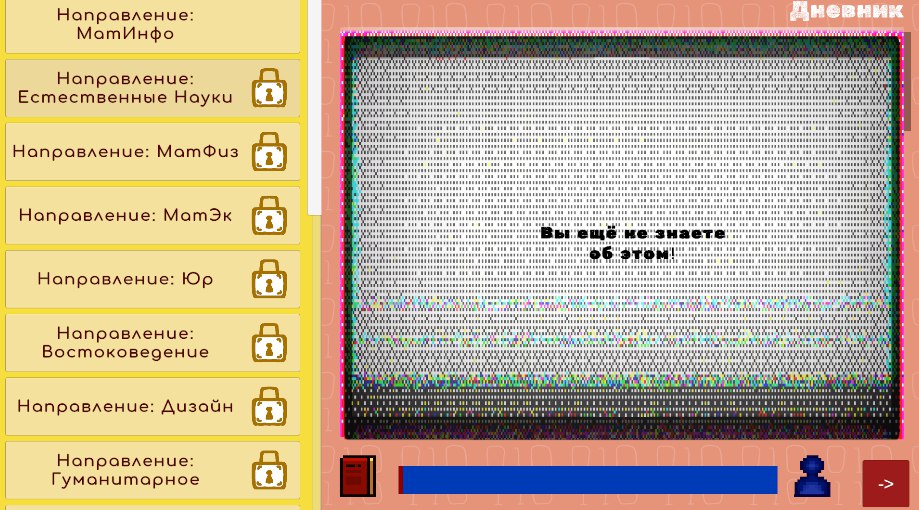 Направление:
МатИнфо
Направление:
Естественные Науки
Направление: МатФиз
Направление: МатЭк
Направление: Юр
Направление:
Востоковедение
Направление: Дизайн
Направление:
Гуманитарное
Дневник
Вы ещё не знаете
об этом!
->